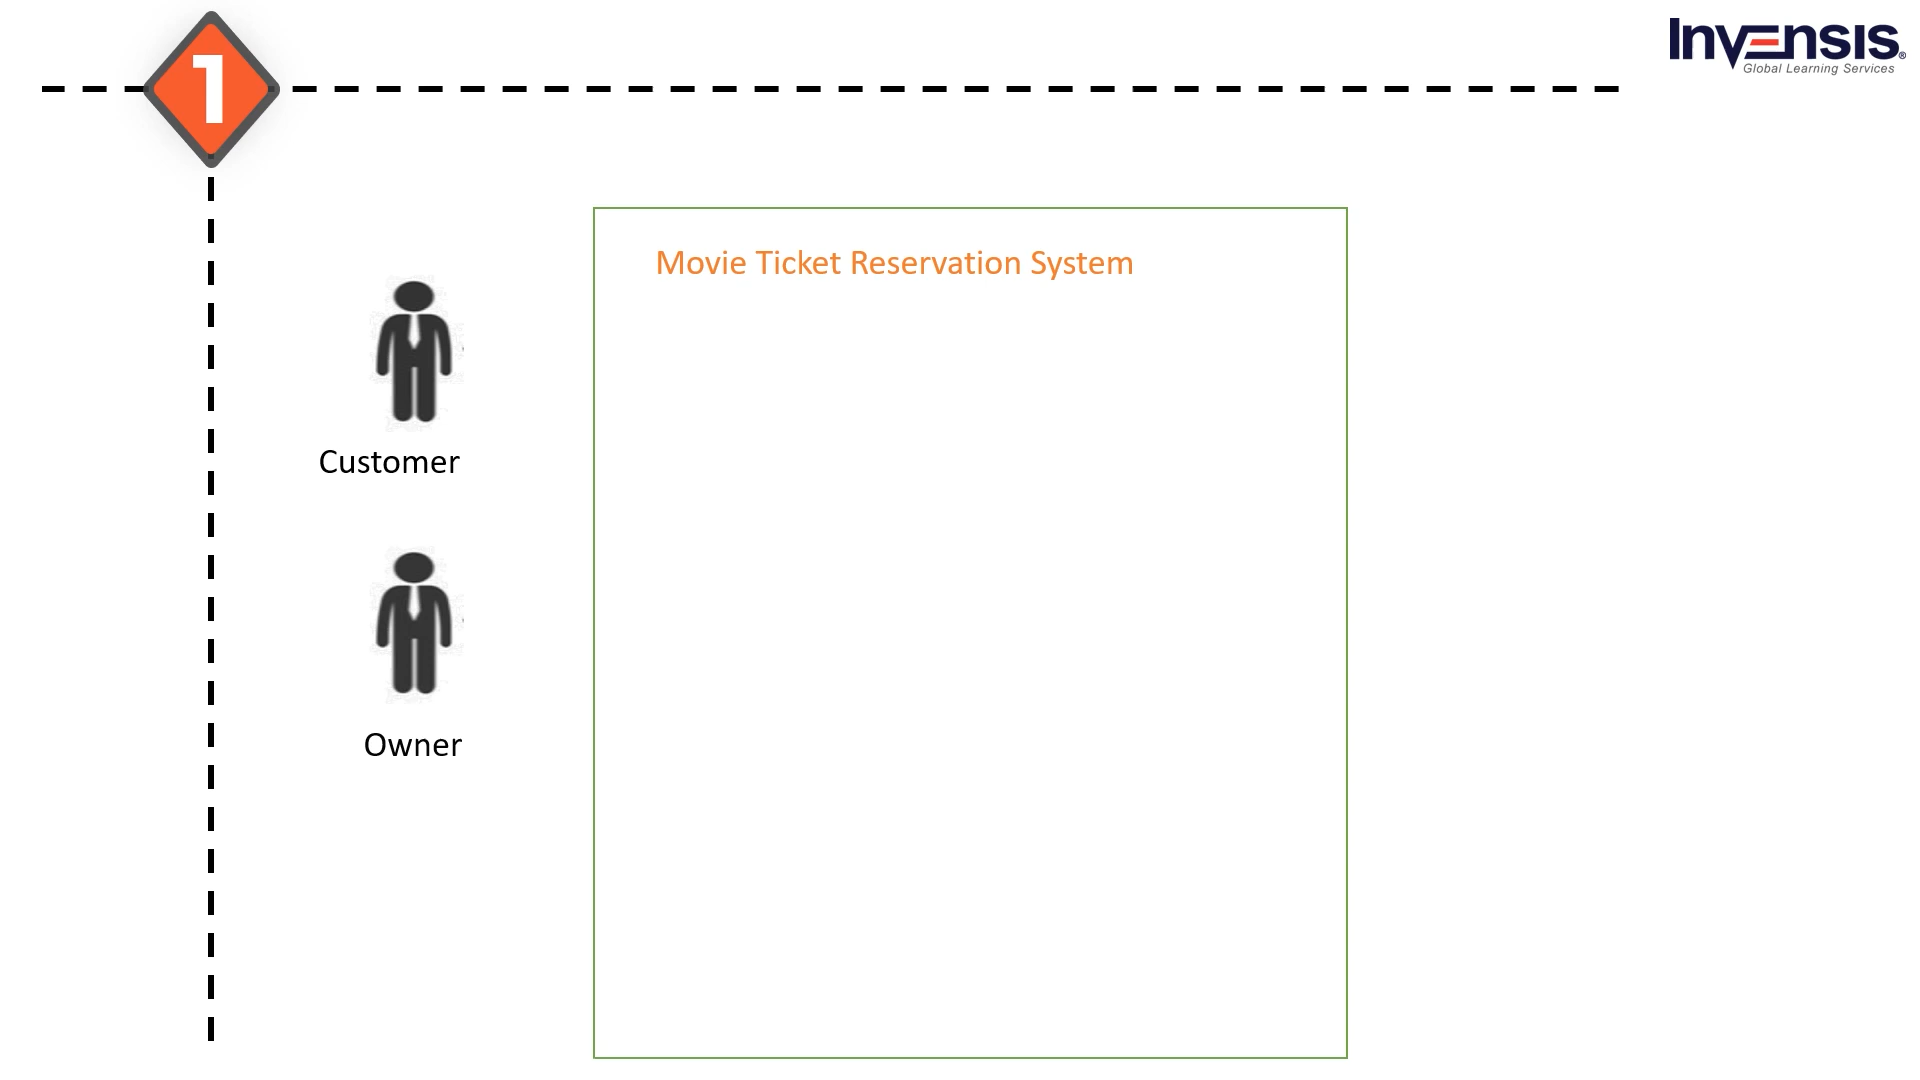 1
Invensis®
Global Learning Services
Movie Ticket Reservation System
Customer
Owner